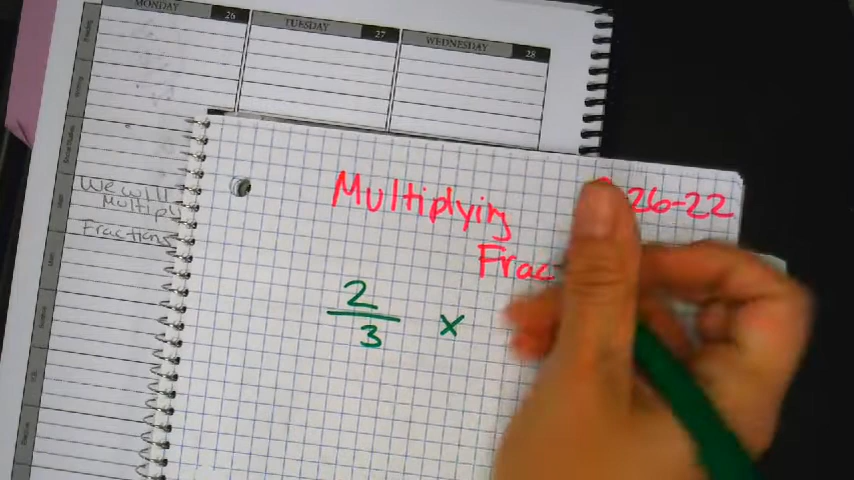 MONDAY 26
TUESDAY 27
WEDNESDAY 28
We will
Multiply
Fractions
Multiplying 26-22
Frac
2
3
x